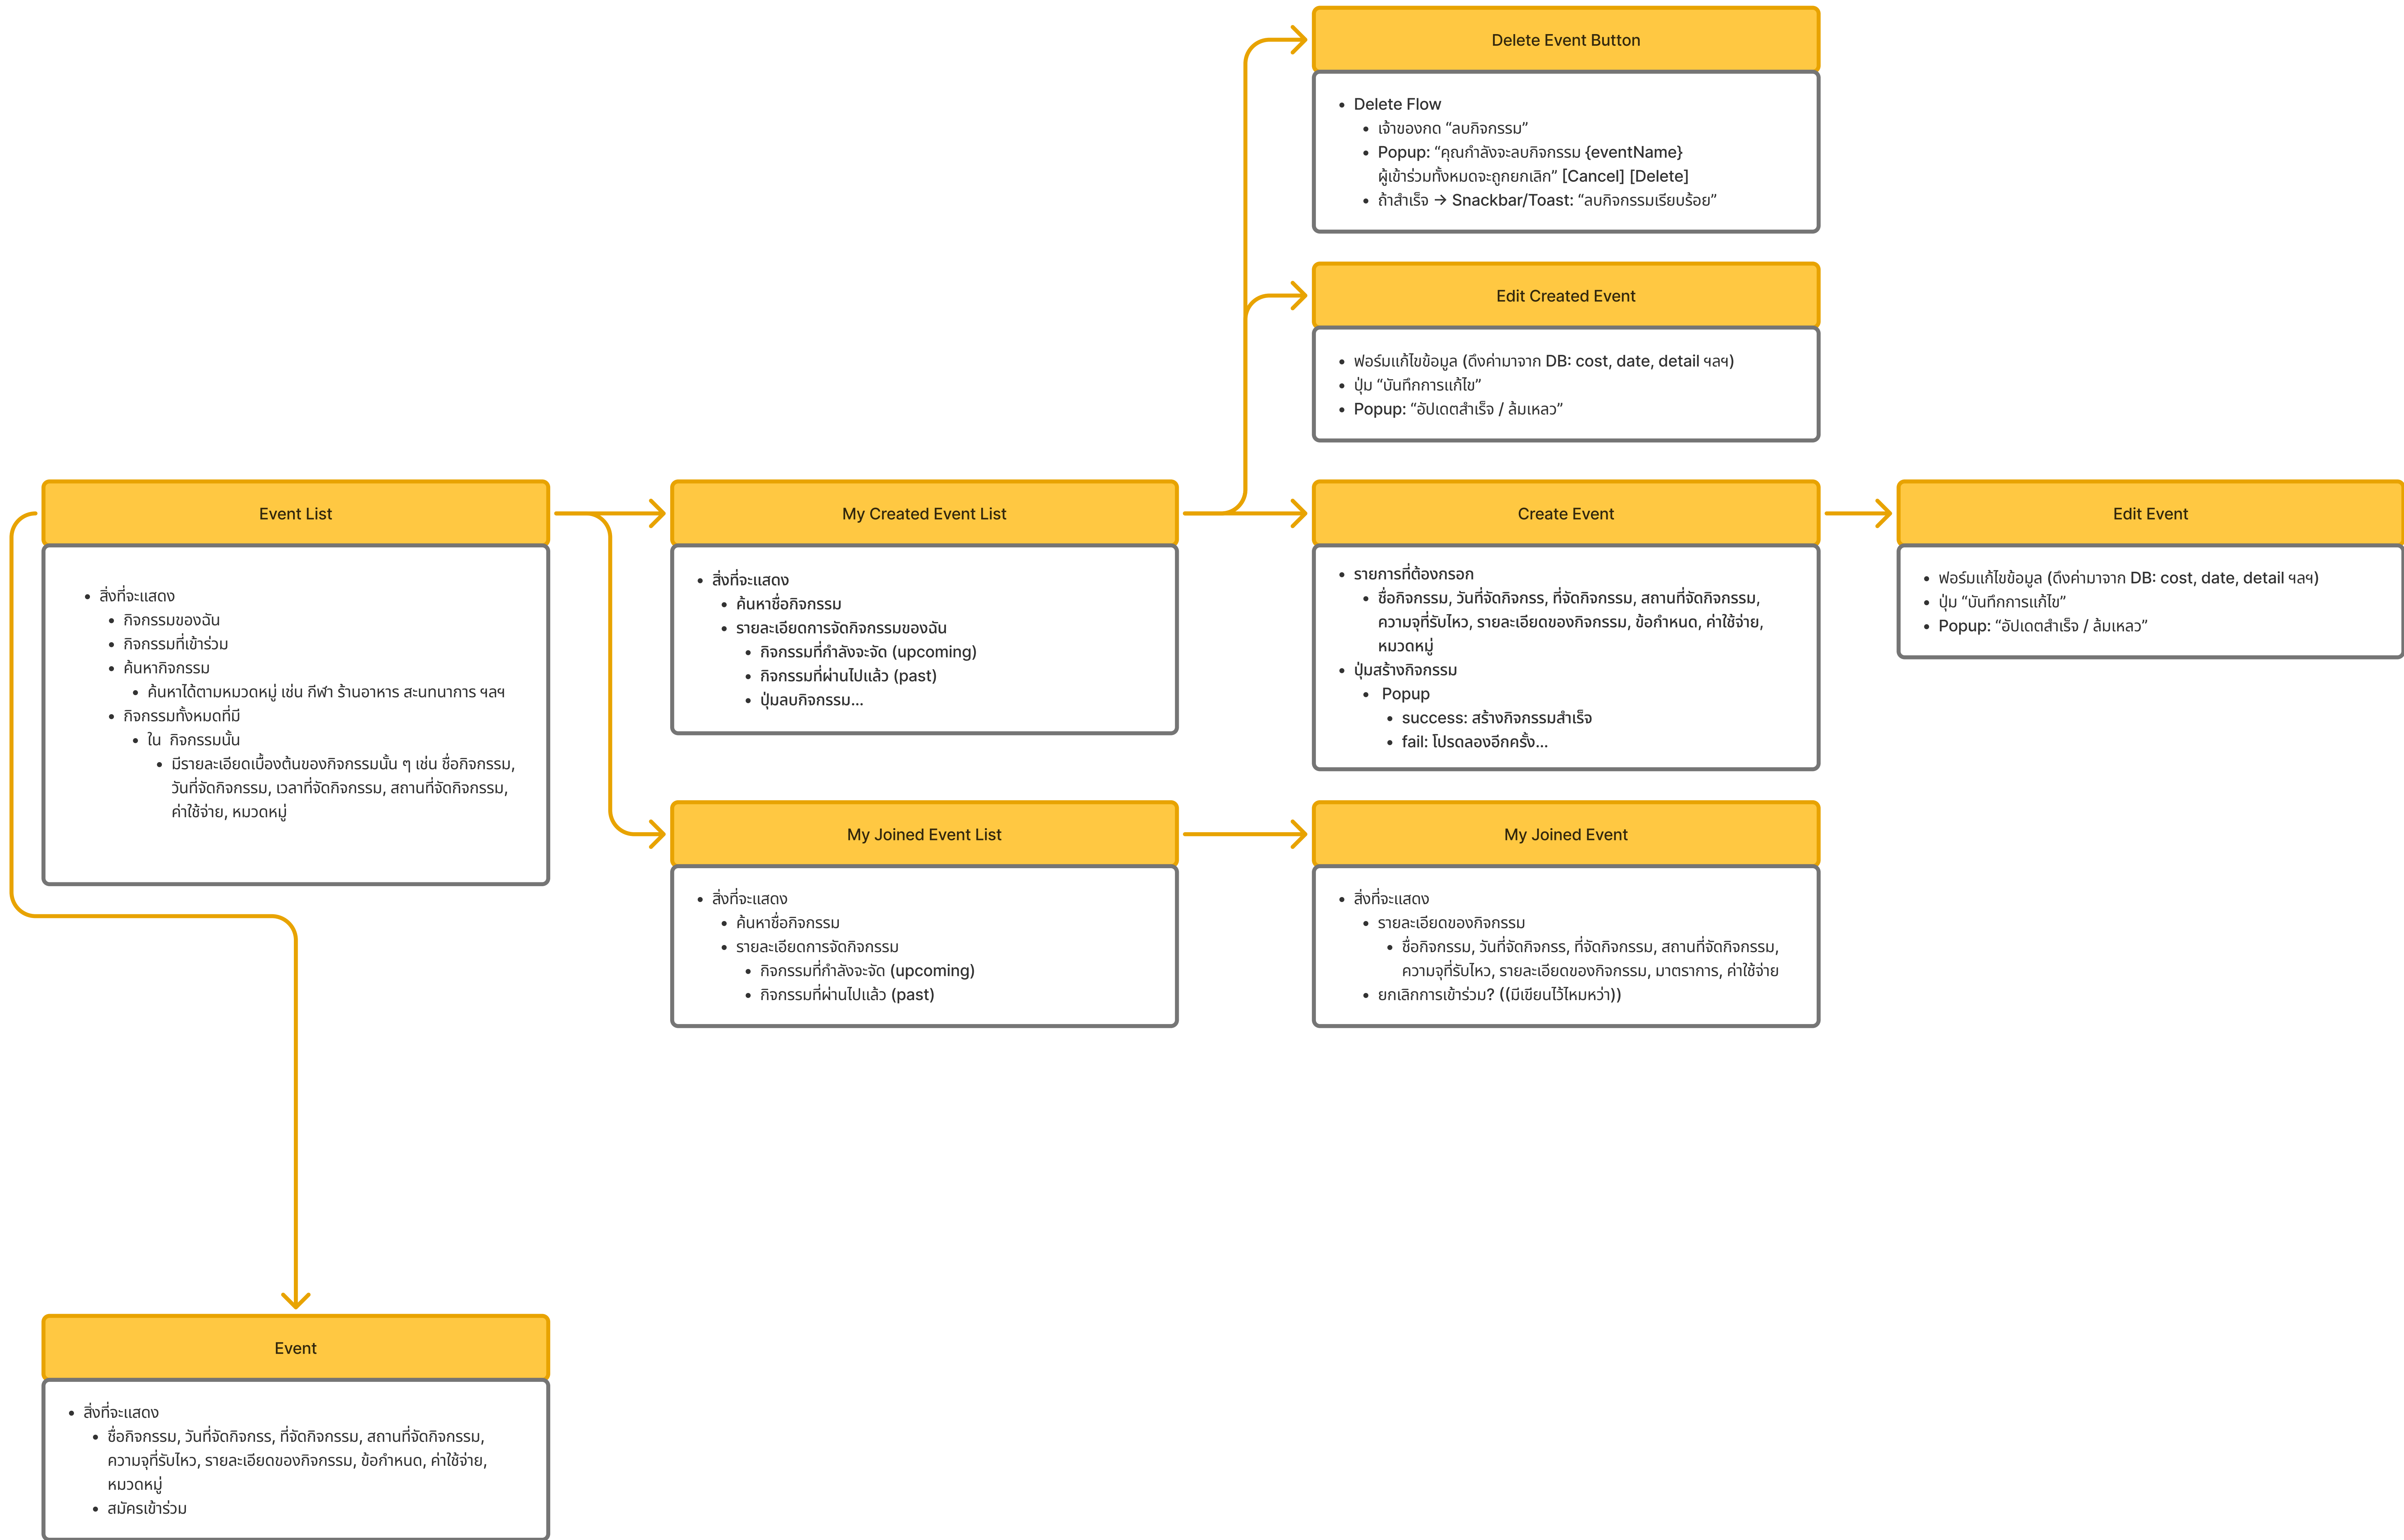 Delete Event Button
• Delete Flow
• เจ้าของกด “ลบกิจกรรม”
• Popup: “คุณกำลังจะลบกิจกรรม {eventName}
ผู้เข้าร่วมทั้งหมดจะถูกยกเลิก” [Cancel] [Delete]
• ถ้าสำเร็จ → Snackbar/Toast: “ลบกิจกรรมเรียบร้อย”
Edit Created Event
• ฟอร์มแก้ไขข้อมูล (ดึงค่ามาจาก DB: cost, date, detail ฯลฯ)
• ปุ่ม “บันทึกการแก้ไข”
• Popup: “อัปเดตสำเร็จ / ล้มเหลว”
Event List
• สิ่งที่จะแสดง
• กิจกรรมของฉัน
• กิจกรรมที่เข้าร่วม
• ค้นหากิจกรรม
• ค้นหาได้ตามหมวดหมู่ เช่น กีฬา ร้านอาหาร สะนทนาการ ฯลฯ
• กิจกรรมทั้งหมดที่มี
• ใน กิจกรรมนั้น
• มีรายละเอียดเบื้องต้นของกิจกรรมนั้น ๆ เช่น ชื่อกิจกรรม,
วันที่จัดกิจกรรม, เวลาที่จัดกิจกรรม, สถานที่จัดกิจกรรม,
ค่าใช้จ่าย, หมวดหมู่
My Created Event List
• สิ่งที่จะแสดง
• ค้นหาชื่อกิจกรรม
• รายละเอียดการจัดกิจกรรมของฉัน
• กิจกรรมที่กำลังจะจัด (upcoming)
• กิจกรรมที่ผ่านไปแล้ว (past)
• ปุ่มลบกิจกรรม...
Create Event
• รายการที่ต้องกรอก
• ชื่อกิจกรรม, วันที่จัดกิจกรร, ที่จัดกิจกรรม, สถานที่จัดกิจกรรม,
ความจุที่รับไหว, รายละเอียดของกิจกรรม, ข้อกำหนด, ค่าใช้จ่าย,
หมวดหมู่
• ปุ่มสร้างกิจกรรม
• Popup
• success: สร้างกิจกรรมสำเร็จ
• fail: โปรดลองอีกครั้ง...
Edit Event
• ฟอร์มแก้ไขข้อมูล (ดึงค่ามาจาก DB: cost, date, detail ฯลฯ)
• ปุ่ม “บันทึกการแก้ไข”
• Popup: “อัปเดตสำเร็จ / ล้มเหลว”
My Joined Event List
• สิ่งที่จะแสดง
• ค้นหาชื่อกิจกรรม
• รายละเอียดการจัดกิจกรรม
• กิจกรรมที่กำลังจะจัด (upcoming)
• กิจกรรมที่ผ่านไปแล้ว (past)
My Joined Event
• สิ่งที่จะแสดง
• รายละเอียดของกิจกรรม
• ชื่อกิจกรรม, วันที่จัดกิจกรร, ที่จัดกิจกรรม, สถานที่จัดกิจกรรม,
ความจุที่รับไหว, รายละเอียดของกิจกรรม, มาตราการ, ค่าใช้จ่าย
• ยกเลิกการเข้าร่วม? ((มีเขียนไว้ไหมหว่า))
Event
• สิ่งที่จะแสดง
• ชื่อกิจกรรม, วันที่จัดกิจกรร, ที่จัดกิจกรรม, สถานที่จัดกิจกรรม,
ความจุที่รับไหว, รายละเอียดของกิจกรรม, ข้อกำหนด, ค่าใช้จ่าย,
หมวดหมู่
• สมัครเข้าร่วม